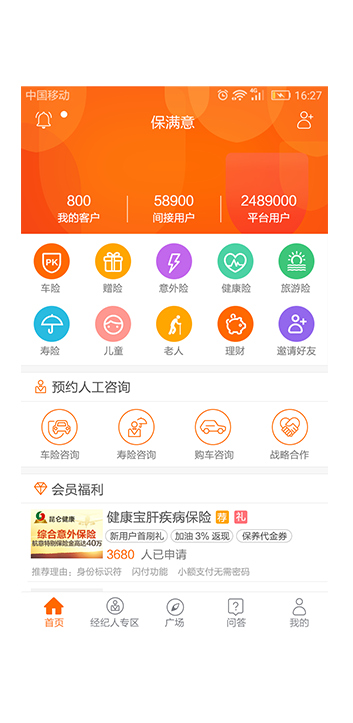 中国移动 4G 16:27
保满意
800 58900 2489000
我的客户 间接用户 平台用户
PK
车险 赠险 意外险 健康险 旅游险
寿险 儿童 老人 理财 邀请好友
预约人工咨询
车险咨询 寿险咨询 购车咨询 战略合作
会员福利
昆仑健康
综合意外保险
航意特别保险金高达40万
健康宝肝疾病保险 荐 礼
新用户首刷礼 加油 3% 返现 保养代金券
3680 人已申请
推荐理由：身份标识符 闪付功能 小额支付无需密码
首页 经纪人专区 广场 问答 我的